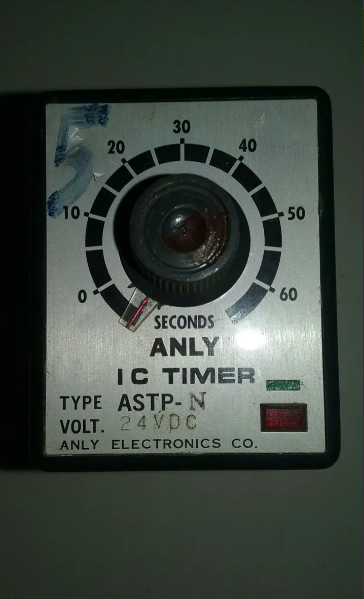 5
30
20 40
10 50
0 60
SECONDS
ANLY
IC TIMER
TYPE ASTP-N
VOLT. 24VDC
ANLY ELECTRONICS CO.